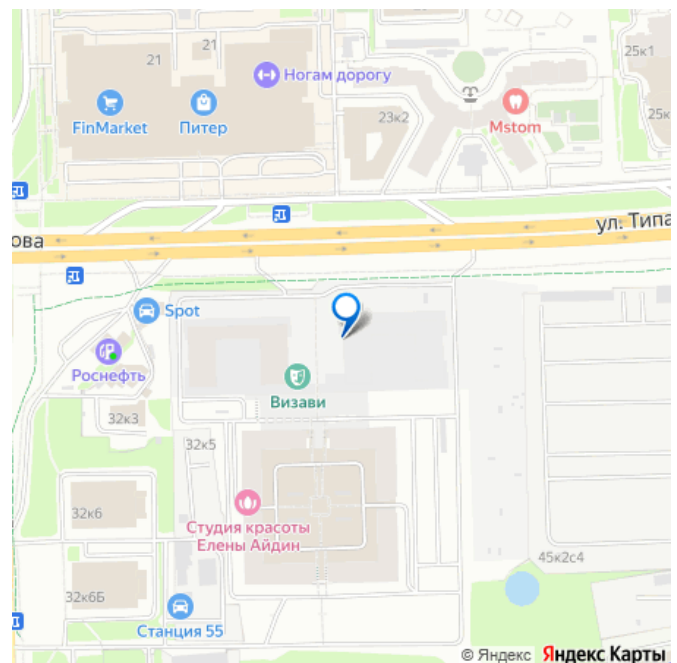 21
21
25к1
Ногам дорогу
FinMarket
Питер
23к2
Mstom
25к
ул. Типа
ова
Spot
Роснефть
Визави
32к3
32к5
Студия красоты
Елены Айдин
32к6
45к2с4
32к6Б
Станция 55
© Яндекс Яндекс Карты